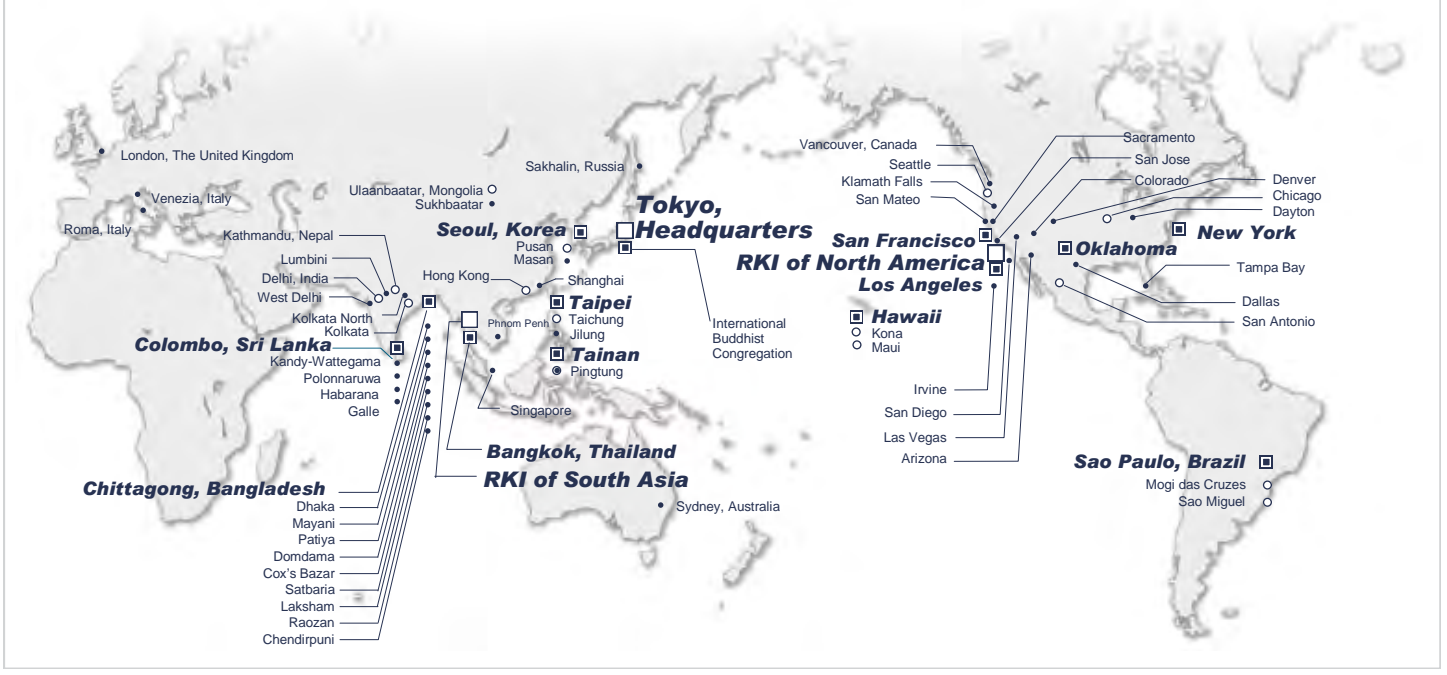 London, The United Kingdom
Venezia, Italy
Roma, Italy
Ulaanbaatar, Mongolia
Sukhbaatar
Sakhalin, Russia
Tokyo,
Headquarters
International
Buddhist
Congregation
Seoul, Korea
Pusan
Masan
Kathmandu, Nepal
Lumbini
Delhi, India
West Delhi
Kolkata North
Kolkata
Hong Kong
Shanghai
Taipei
Taichung
Jilung
Tainan
Pingtung
Phnom Penh
Singapore
Colombo, Sri Lanka
Kandy-Wattegama
Polonnaruwa
Habarana
Galle
Bangkok, Thailand
RKI of South Asia
Chittagong, Bangladesh
Dhaka
Mayani
Patiya
Domdama
Cox's Bazar
Satbaria
Laksham
Raozan
Chendirpuni
Sydney, Australia
Vancouver, Canada
Seattle
Klamath Falls
San Mateo
San Francisco
RKI of North America
Los Angeles
Sacramento
San Jose
Colorado
Denver
Chicago
Dayton
New York
Oklahoma
Tampa Bay
Dallas
San Antonio
Hawaii
Kona
Maui
Irvine
San Diego
Las Vegas
Arizona
Sao Paulo, Brazil
Mogi das Cruzes
Sao Miguel